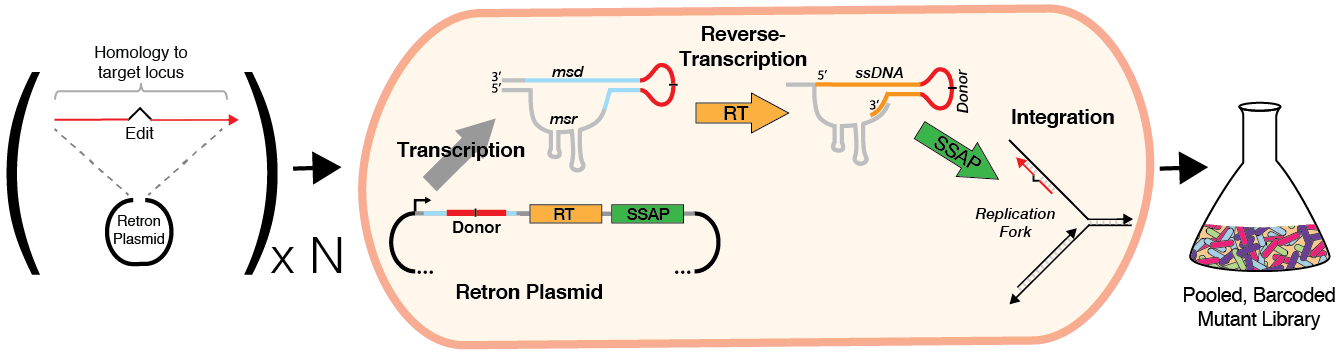 Homology to
target locus
Edit
Retron
Plasmid
x N
Transcription
3′
5′
msd
msr
Reverse-
Transcription
RT
5′
ssDNA
3′
Donor
SSAP
Integration
Replication
Fork
Donor
RT
SSAP
...
...
Retron Plasmid
Pooled, Barcoded
Mutant Library